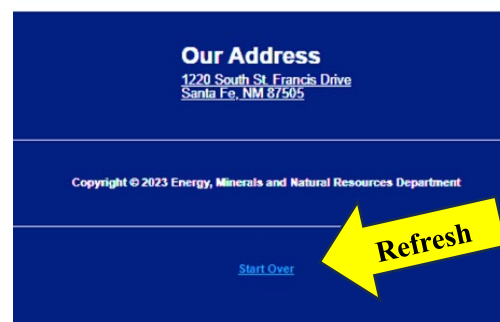 Our Address
1220 South St. Francis Drive
Santa Fe, NM 87505
Copyright © 2023 Energy, Minerals and Natural Resources Department
Refresh
Start Over